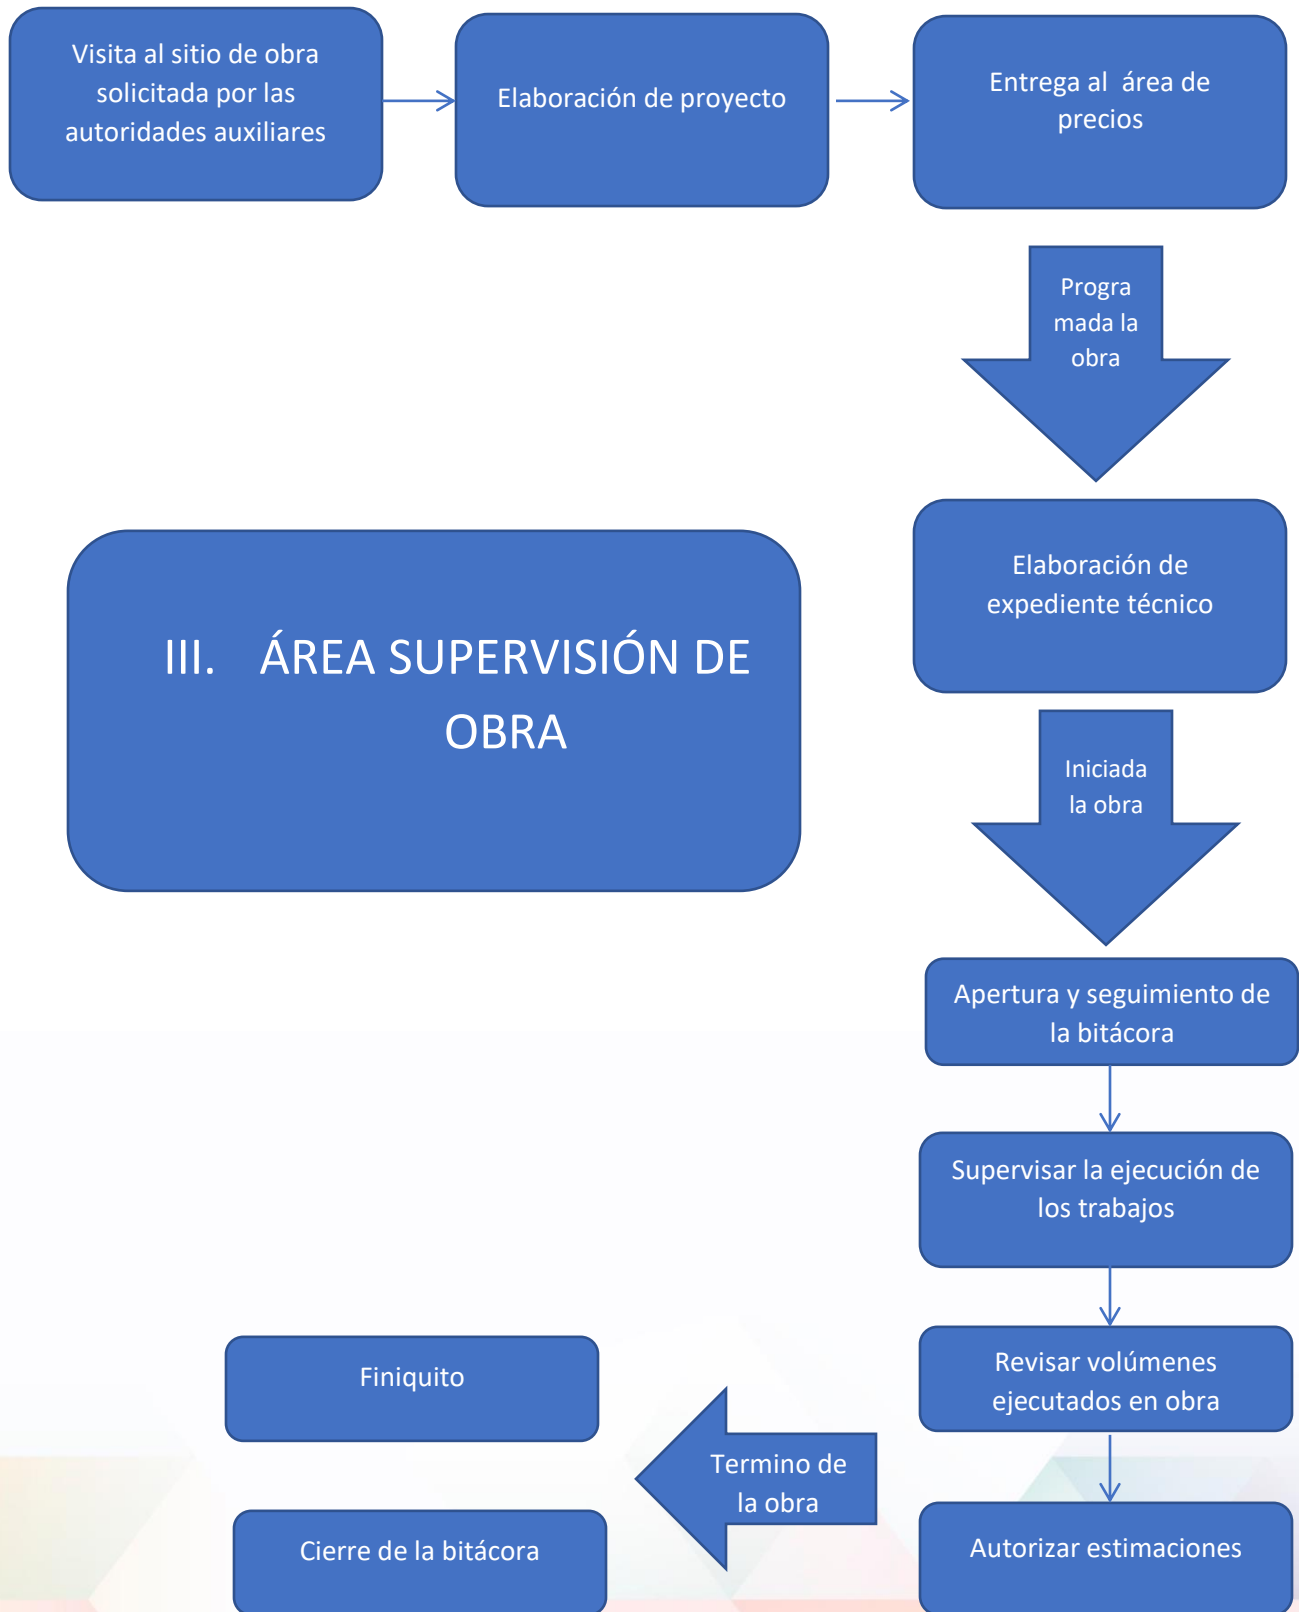 Visita al sitio de obra
solicitada por las
autoridades auxiliares
Elaboración de proyecto
Entrega al  área de
precios
Progra
mada la
obra
Elaboración de
expediente técnico
III. ÁREA SUPERVISIÓN DE
OBRA
Iniciada
la obra
Apertura y seguimiento de
la bitácora
Supervisar la ejecución de
los trabajos
Revisar volúmenes
ejecutados en obra
Autorizar estimaciones
Termino de
la obra
Finiquito
Cierre de la bitácora